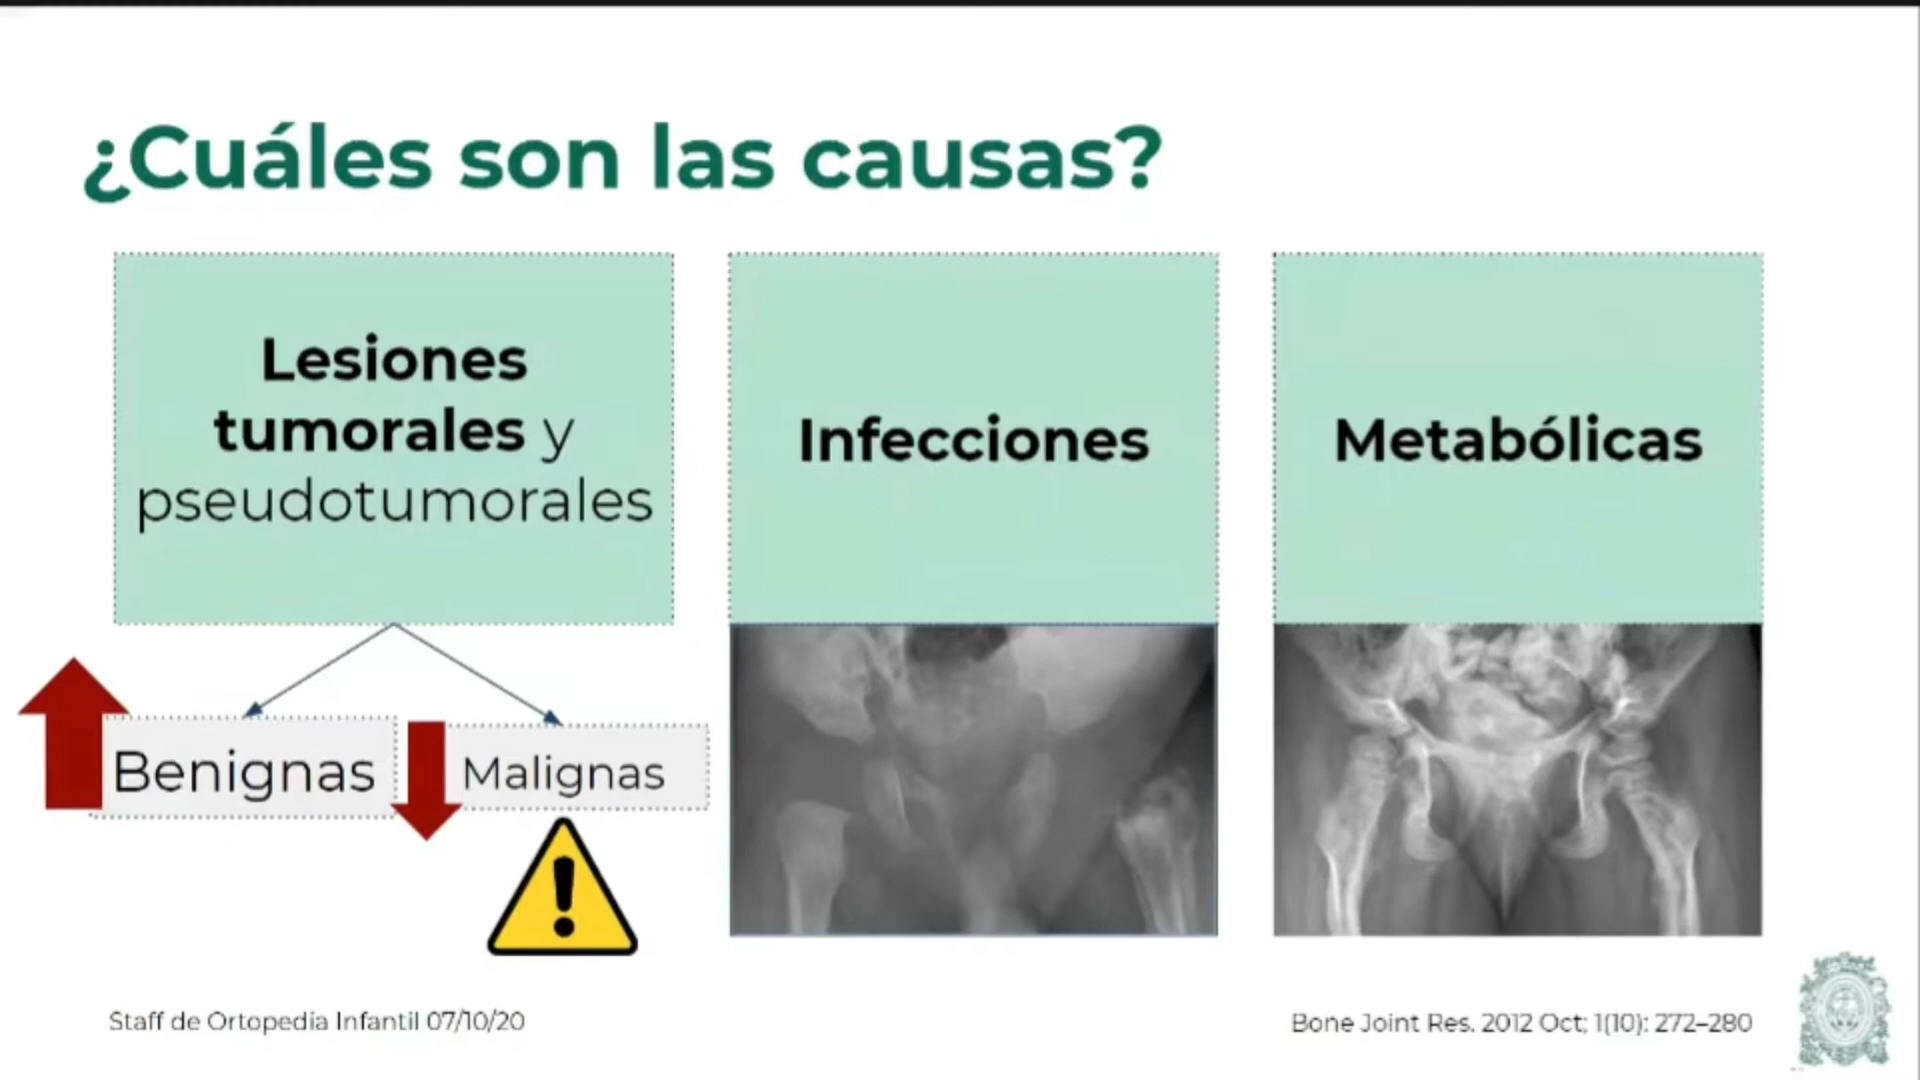 ¿Cuáles son las causas?
Lesiones
tumorales y
pseudotumorales
Infecciones
Metabólicas
Benignas
Malignas
Staff de Ortopedia Infantil 07/10/20
Bone Joint Res. 2012 Oct; 1(10): 272–280